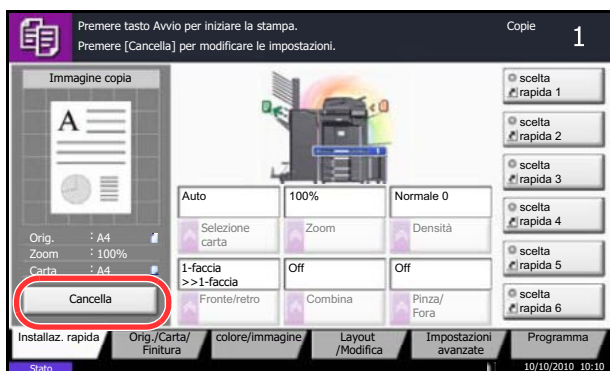 Premere tasto Avvio per iniziare la stampa.
Premere [Cancella] per modificare le impostazioni.
Copie
1
Immagine copia
A
Orig. : A4
Zoom : 100%
Carta : A4
Cancella
Auto
Selezione
carta
100%
Zoom
Normale 0
Densità
1-faccia
>>1-faccia
Fronte/retro
Off
Combina
Off
Pinza/
Fora
scelta
rapida 1
scelta
rapida 2
scelta
rapida 3
scelta
rapida 4
scelta
rapida 5
scelta
rapida 6
Installaz. rapida
Orig./Carta/
Finitura
colore/immagine
Layout
/Modifica
Impostazioni
avanzate
Programma
Stato
10/10/2010 10:10